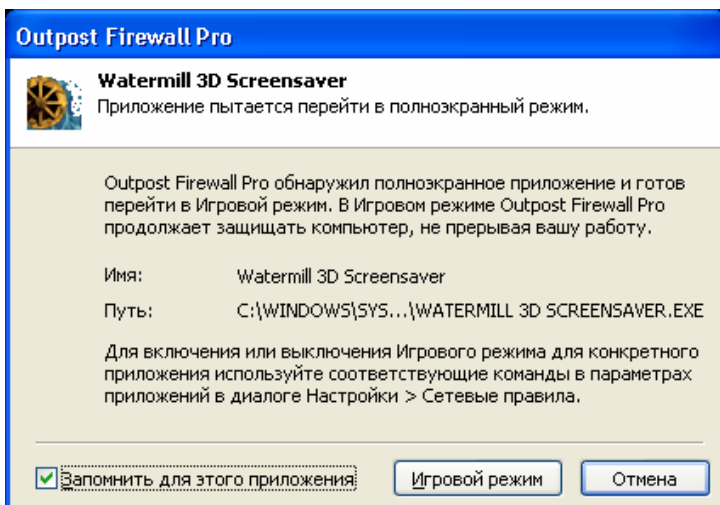 Outpost Firewall Pro
Watermill 3D Screensaver
Приложение пытается перейти в полноэкранный режим.
Outpost Firewall Pro обнаружил полноэкранное приложение и готов
перейти в Игровой режим. В Игровом режиме Outpost Firewall Pro
продолжает защищать компьютер, не прерывая вашу работу.
Имя: Watermill 3D Screensaver
Путь: C:\WINDOWS\SYS...\WATERMILL 3D SCREENSAVER.EXE
Для включения или выключения Игрового режима для конкретного
приложения используйте соответствующие команды в параметрах
приложений в диалоге Настройки > Сетевые правила.
Запомнить для этого приложения Игровой режим Отмена